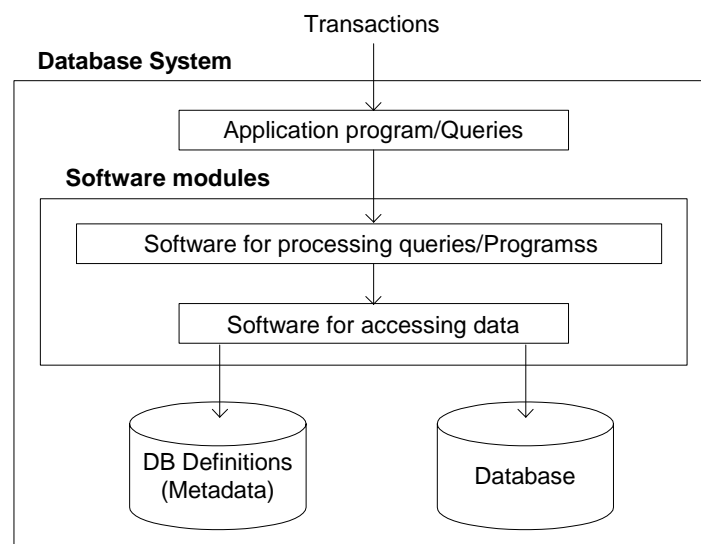 Transactions
Database System
Application program/Queries
Software modules
Software for processing queries/Programss
Software for accessing data
DB Definitions
(Metadata)
Database